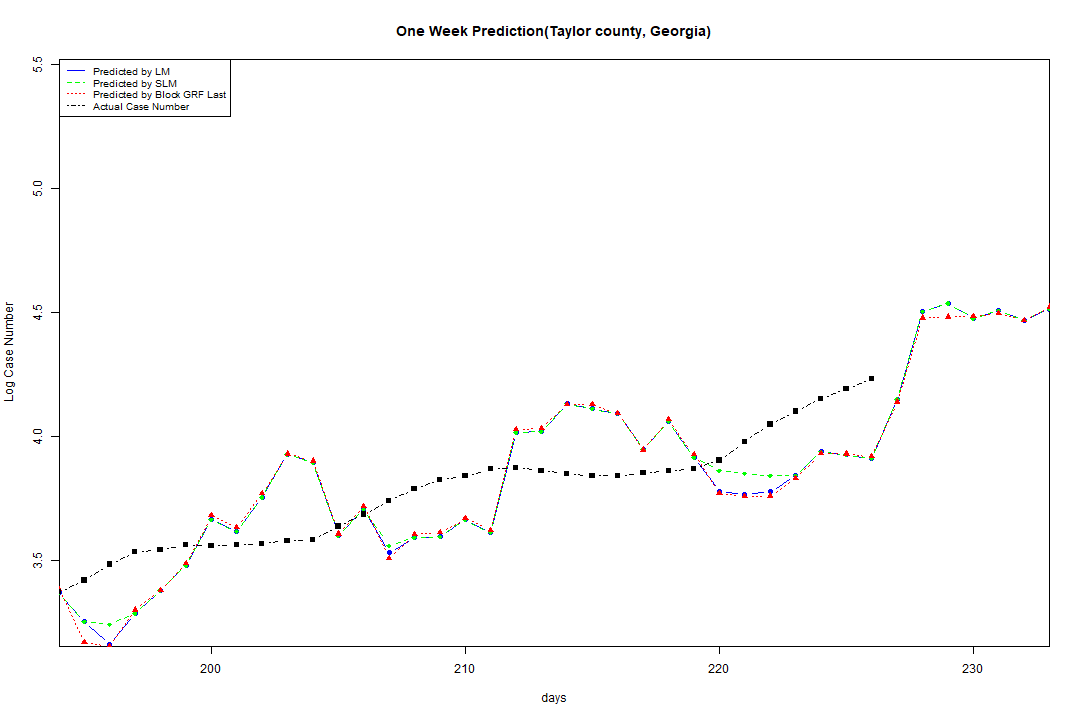 One Week Prediction(Taylor county, Georgia)
5.5
5.0
4.5
4.0
3.5
Log Case Number
Predicted by LM
Predicted by SLM
Predicted by Block GRF Last
Actual Case Number
200
210
220
230
days